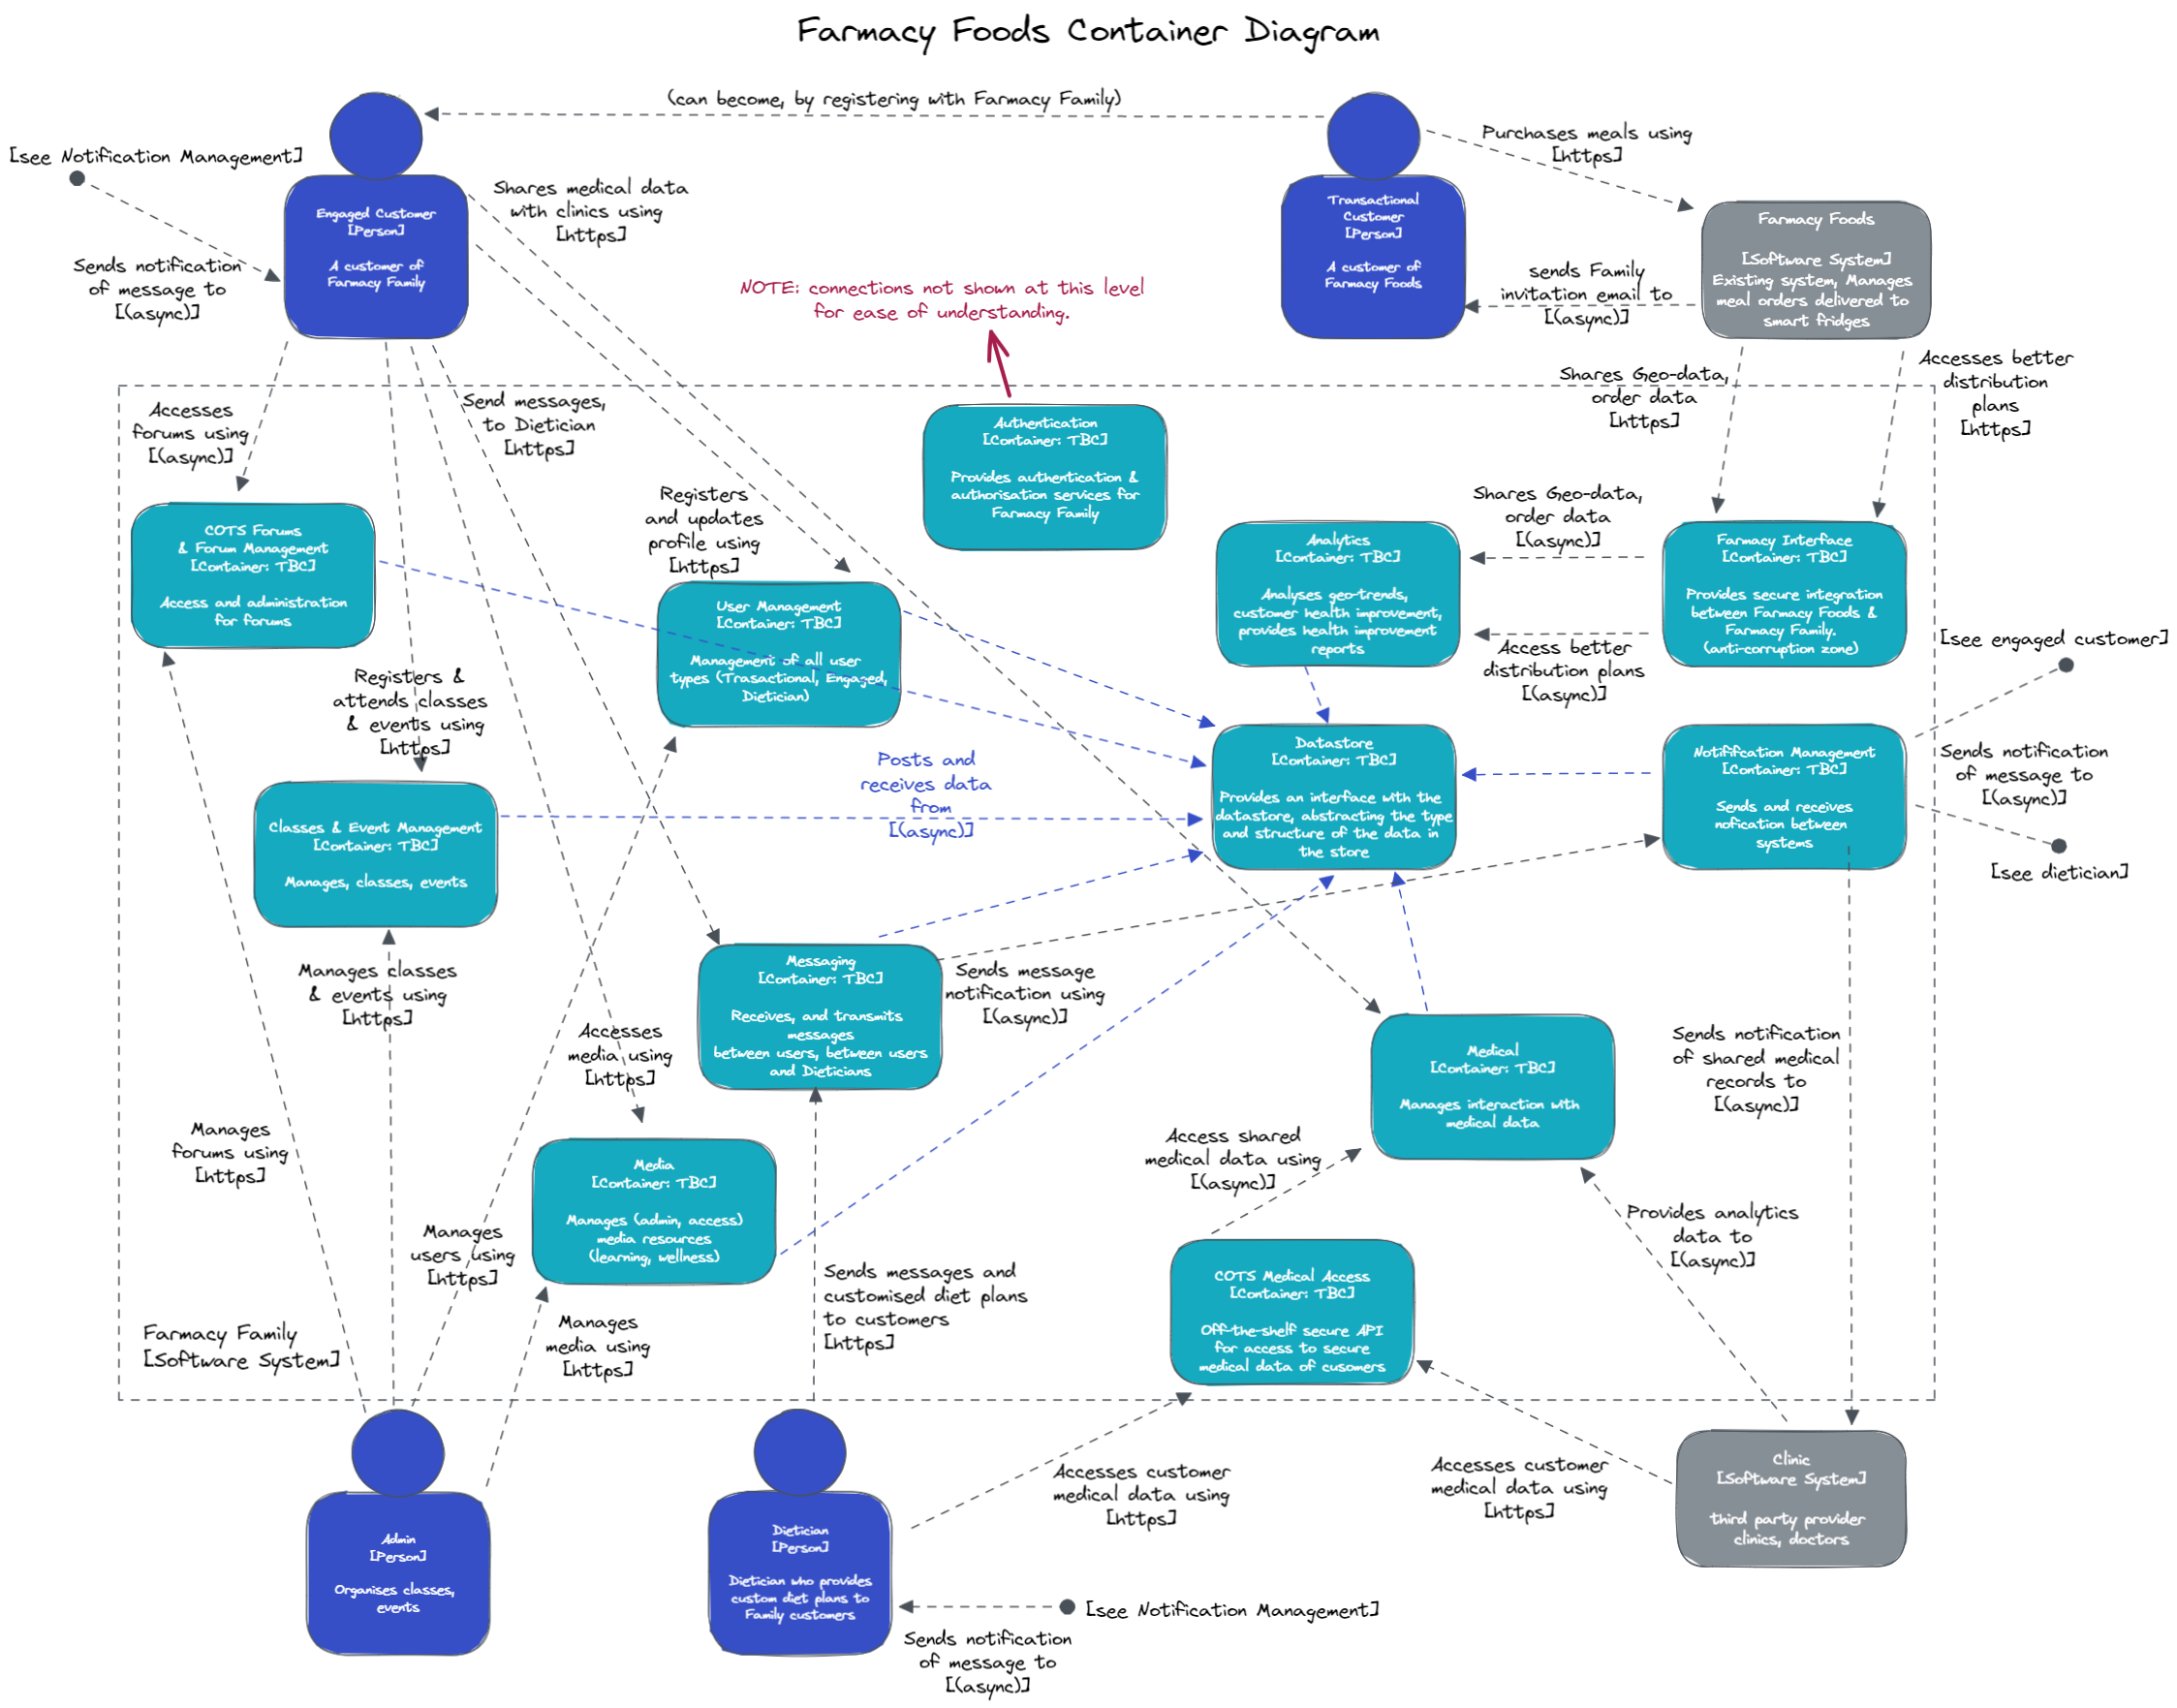 Farmacy Foods Container Diagram
(can become, by registering with Farmacy Family)
Purchases meals using
[https]
[see Notification Management]
Sends notification
of message to
[(async)]
Engaged Customer
[Person]
A customer of
Farmacy Family
Shares medical data
with clinics using
[https]
Transactional
Customer
[Person]
A customer of
Farmacy Foods
Farmacy Foods
[Software System]
Existing system, Manages
meal orders delivered to
smart fridges
sends Family
invitation email to
[(async)]
NOTE: connections not shown at this level
for ease of understanding.
Shares Geo-data,
order data
[https]
Accesses better
distribution
plans
[https]
Accesses
forums using
[(async)]
Send messages,
to Dietician
[https]
Authentication
[Container: TBC]
Provides authentication &
authorisation services for
Farmacy Family
Registers
and updates
profile using
[https]
Shares Geo-data,
order data
[(async)]
COTS Forums
& Forum Management
[Container: TBC]
Access and administration
for forums
Analytics
[Container: TBC]
Analyses geo-trends,
customer health improvement,
provides health improvement
reports
Farmacy Interface
[Container: TBC]
Provides secure integration
between Farmacy Foods &
Farmacy Family.
(anti-corruption zone)
User Management
[Container: TBC]
Management of all user
types (Trasactional, Engaged,
Dietician)
Access better
distribution plans
[(async)]
[see engaged customer]
Registers &
attends classes
& events using
[https]
Posts and
receives data
from
[(async)]
Datastore
[Container: TBC]
Provides an interface with the
datastore, abstracting the type
and structure of the data in
the store
Notifification Management
[Container: TBC]
Sends and receives
nofication between
systems
Sends notification
of message to
[(async)]
[see dietician]
Classes & Event Management
[Container: TBC]
Manages, classes, events
Manages classes
& events using
[https]
Messaging
[Container: TBC]
Receives, and transmits
messages
between users, between users
and Dieticians
Sends message
notification using
[(async)]
Accesses
media using
[https]
Medical
[Container: TBC]
Manages interaction with
medical data
Sends notification
of shared medical
records to
[(async)]
Manages
forums using
[https]
Media
[Container: TBC]
Manages (admin, access)
media resources
(learning, wellness)
Access shared
medical data using
[(async)]
Provides analytics
data to
[(async)]
Manages
users using
[https]
Sends messages and
customised diet plans
to customers
[https]
COTS Medical Access
[Container: TBC]
Off-the-shelf secure API
for access to secure
medical data of cusomers
Farmacy Family
[Software System]
Manages
media using
[https]
Accesses customer
medical data using
[https]
Accesses customer
medical data using
[https]
Clinic
[Software System]
third party provider
clinics, doctors
Admin
[Person]
Organises classes,
events
Dietician
[Person]
Dietician who provides
custom diet plans to
Family customers
[see Notification Management]
Sends notification
of message to
[(async)]